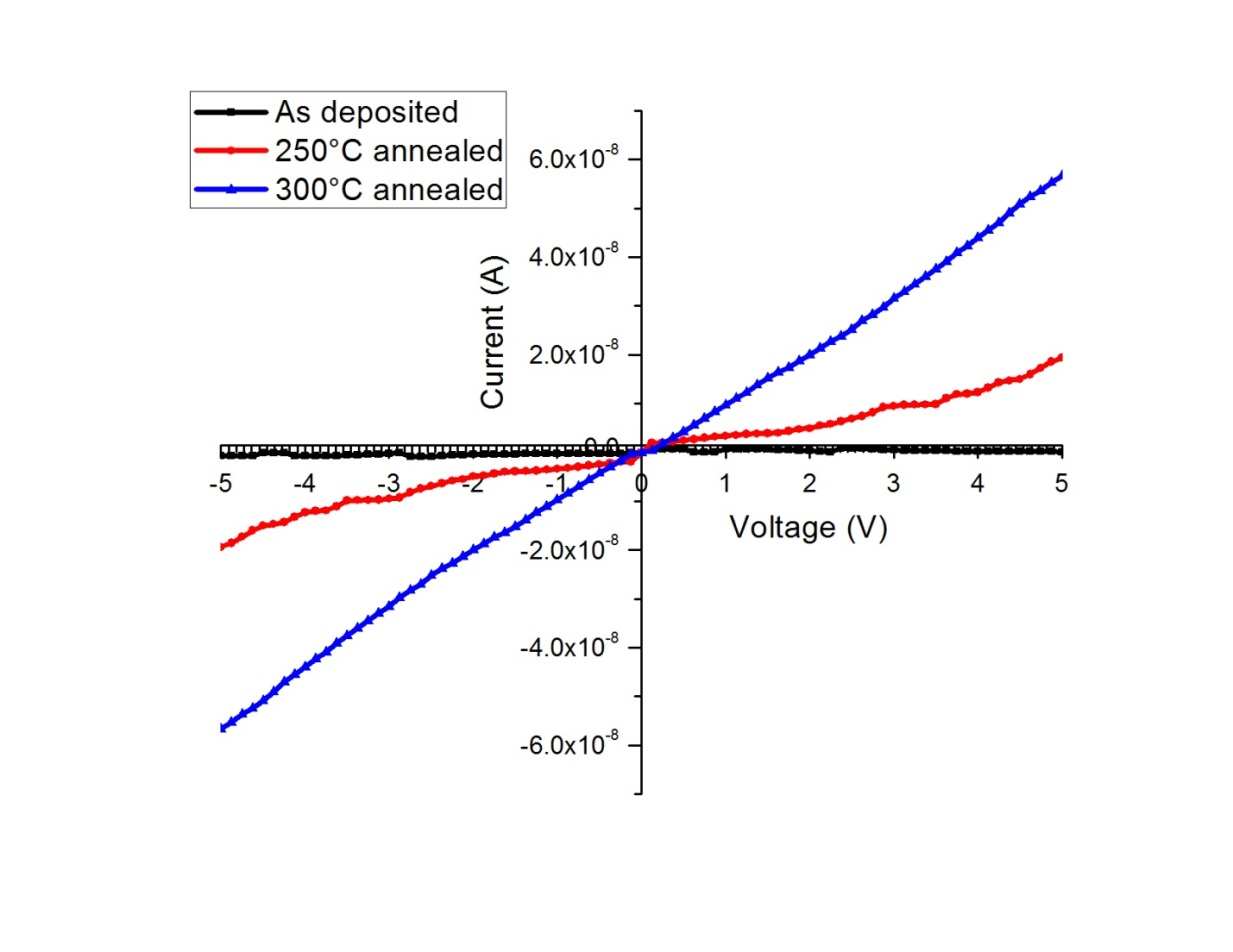 As deposited
250°C annealed
300°C annealed
6.0x10⁻⁸
4.0x10⁻⁸
2.0x10⁻⁸
0.0
-2.0x10⁻⁸
-4.0x10⁻⁸
-6.0x10⁻⁸
Current (A)
-5 -4 -3 -2 -1 0 1 2 3 4 5
Voltage (V)